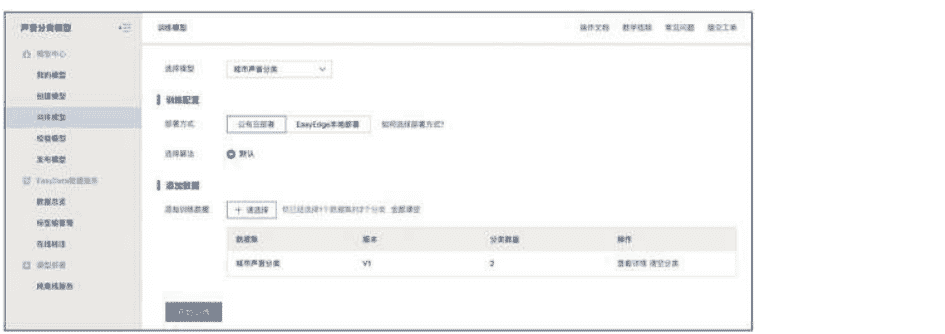 声音分类模型
训练模型
操作文档 教学视频 常见问题 提交工单
模型中心
我的模型
创建模型
训练模型
校验模型
发布模型
EasyData数据服务
数据总览
标签组管理
在线标注
模型部署
纯离线服务
选择模型 城市声音分类
训练配置
部署方式 公有云部署 EasyEdge本地部署 如何选择部署方式?
选择算法 默认
添加数据
添加训练数据 + 请选择 你已经选择1个数据集的2个分类 全部清空
数据集 版本 分类数量 操作
城市声音分类 V1 2 查看详情 清空分类
开始训练